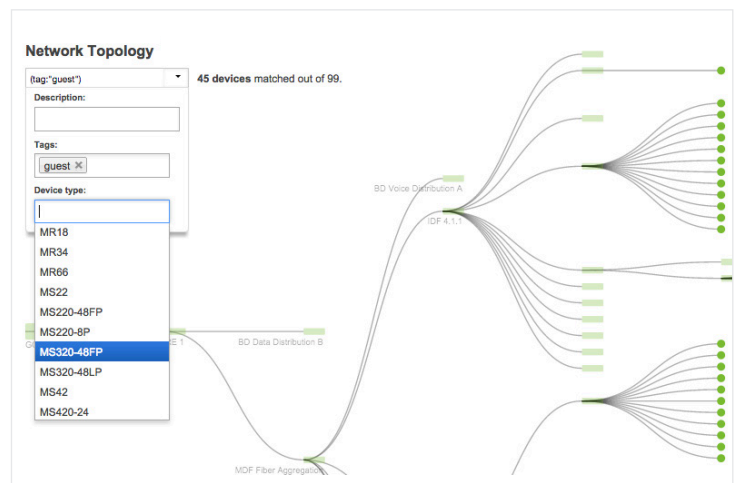 Network Topology
(tag:"guest")
45 devices matched out of 99.
Description:
Tags:
guest ×
Device type:
MR18
MR34
MR66
MS22
MS220-48FP
MS220-8P
MS320-48FP
MS320-48LP
MS42
MS420-24
BD Voice Distribution A
IDF 4.1.1
BD Data Distribution B
MDF Fiber Aggregation